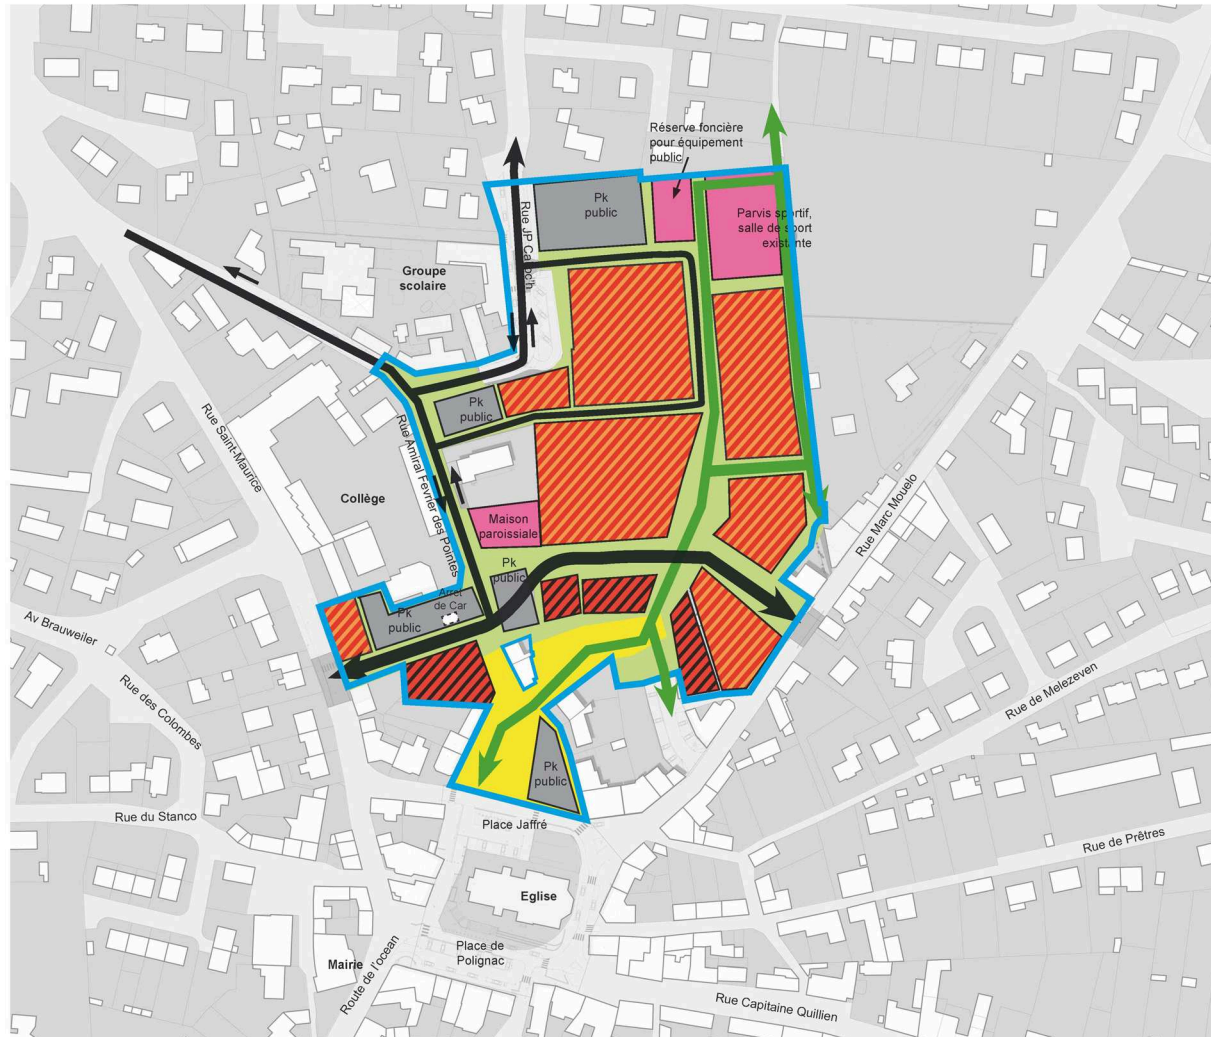 Réserve foncière
pour équipement
public
Pk
public
Rue JP Calloc'h
Parvis sportif,
salle de sport
existante
Groupe
scolaire
Pk
public
Rue Saint-Maurice
Rue Amiral Fevrier des Pointes
Collège
Maison
paroissiale
Rue Marc Mouelo
Pk
public
Arret
de Car
Pk
public
Av Brauweiler
Rue des Colombes
Rue de Melezeven
Pk
public
Rue du Stanco
Place Jaffré
Rue de Prêtres
Eglise
Mairie
Place de
Polignac
Route de l'ocean
Rue Capitaine Quillien